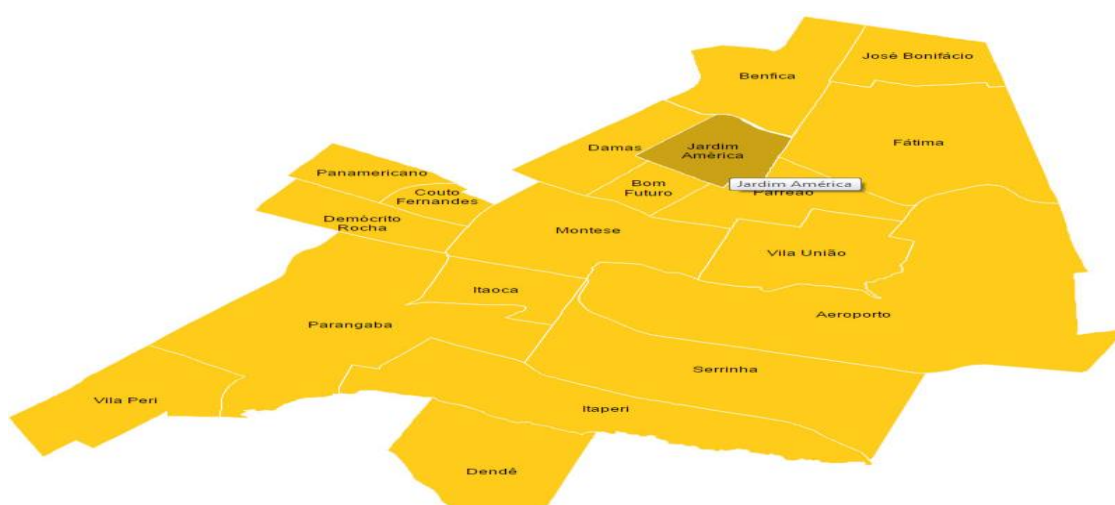 José Bonifácio
Benfica
Fátima
Damas
Jardim
América
Panamericano
Couto
Fernandes
Bom
Futuro
Jardim América
Demócrito
Rocha
Montese
Vila União
Itaoca
Aeroporto
Parangaba
Serrinha
Vila Peri
Itaperi
Dendê